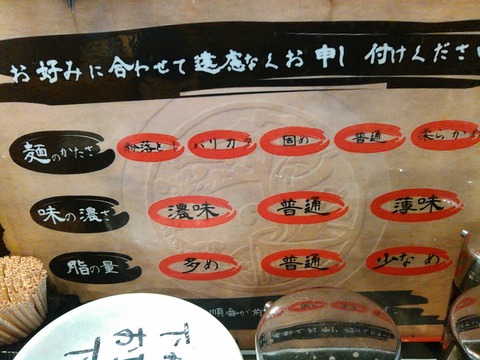 お好みに合わせて遠慮なくお申し付けください
麺のかたさ 粉落とし バリカタ 固め 普通 柔らかめ
味の濃さ 濃味 普通 薄味
脂の量 多め 普通 少なめ